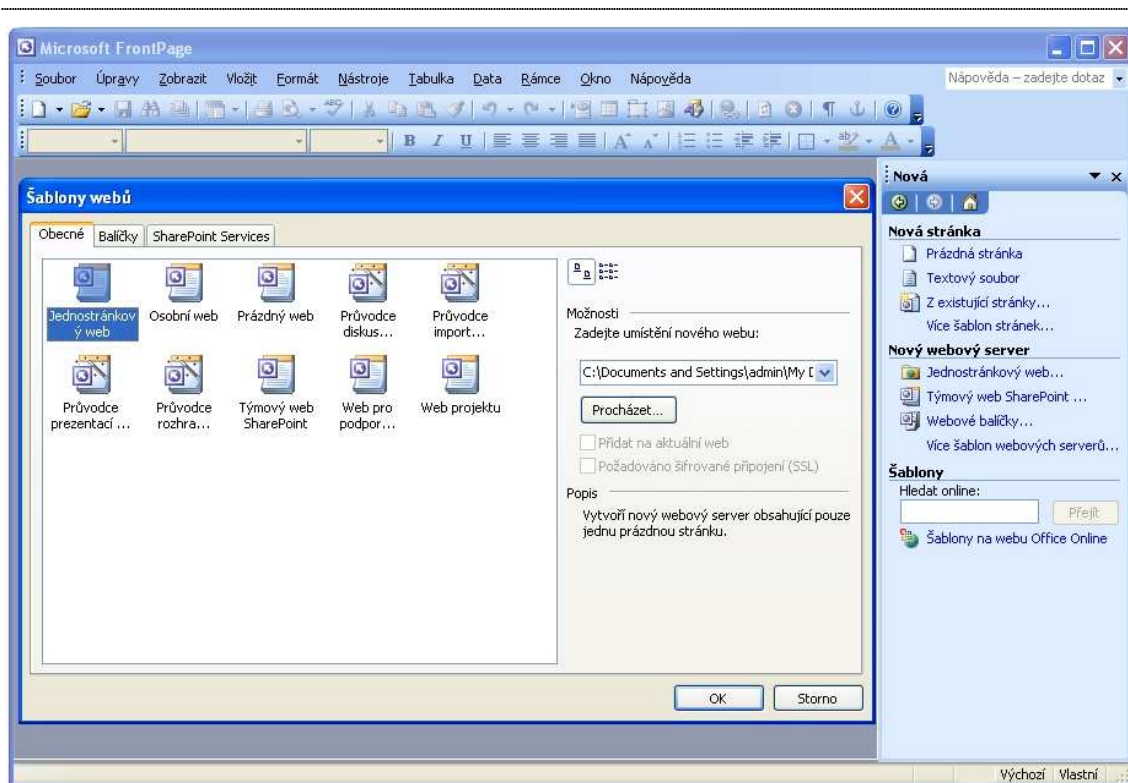 Microsoft FrontPage
Soubor Úpravy Zobrazit Vložit Formát Nástroje Tabulka Data Rámce Okno Nápověda Nápověda – zadejte dotaz
B I U
Šablony webů
Obecné Balíčky SharePoint Services
Jednostránkov
ý web
Osobní web
Prázdný web
Průvodce
diskus...
Průvodce
import...
Průvodce
prezentací ...
Průvodce
rozhra...
Týmový web
SharePoint
Web pro
podpor...
Web projektu
Možnosti
Zadejte umístění nového webu:
C:\Documents and Settings\admin\My D
Procházet...
Přidat na aktuální web
Požadováno šifrované připojení (SSL)
Popis
Vytvoří nový webový server obsahující pouze
jednu prázdnou stránku.
OK Storno
Nová
Nová stránka
Prázdná stránka
Textový soubor
Z existující stránky...
Více šablon stránek...
Nový webový server
Jednostránkový web...
Týmový web SharePoint ...
Webové balíčky...
Více šablon webových serverů...
Šablony
Hledat online:
Přejít
Šablony na webu Office Online
Výchozí Vlastní